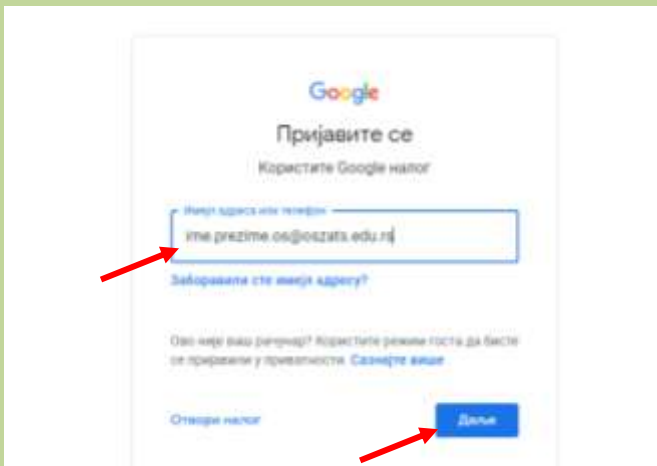 Google
Пријавите се
Користите Google налог
Имејл адреса или телефон
ime.prezime.os@oszats.edu.rs
Заборавили сте имејл адресу?
Ово није ваш рачунар? Користите режим госта да бисте
се пријавили у приватности. Сазнајте више
Отвори налог
Даље